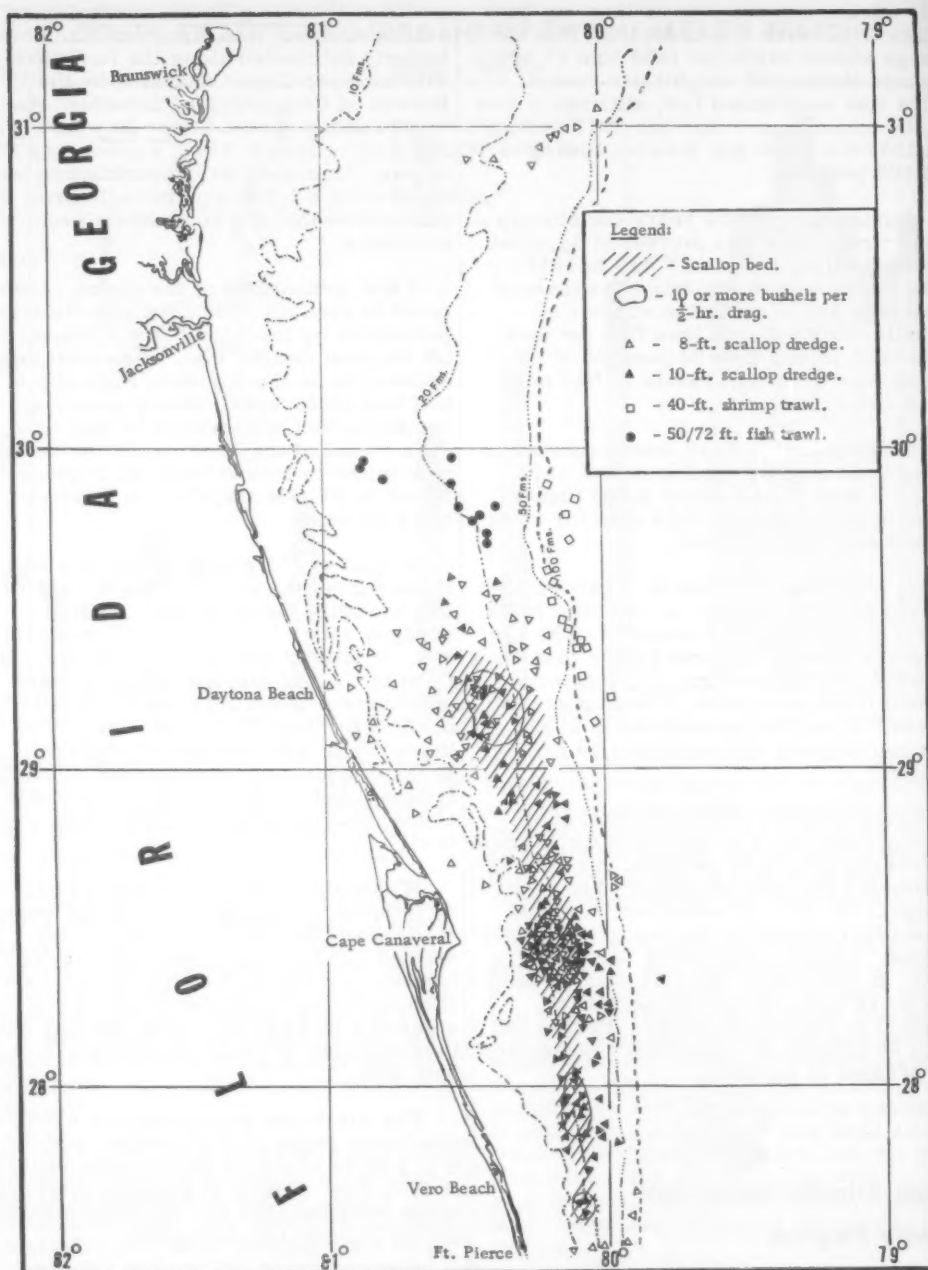 82°
81°
80°
79°
Brunswick
10 Fms.
31°
31°
GEORGIA
Legend:
- Scallop bed.
- 10 or more bushels per
½-hr. drag.
- 8-ft. scallop dredge.
- 10-ft. scallop dredge.
- 40-ft. shrimp trawl.
- 50/72 ft. fish trawl.
Jacksonville
20 Fms.
30°
30°
50 Fms.
FLORIDA
Daytona Beach
29°
29°
Cape Canaveral
28°
28°
Vero Beach
Ft. Pierce
82°
81°
80°
79°